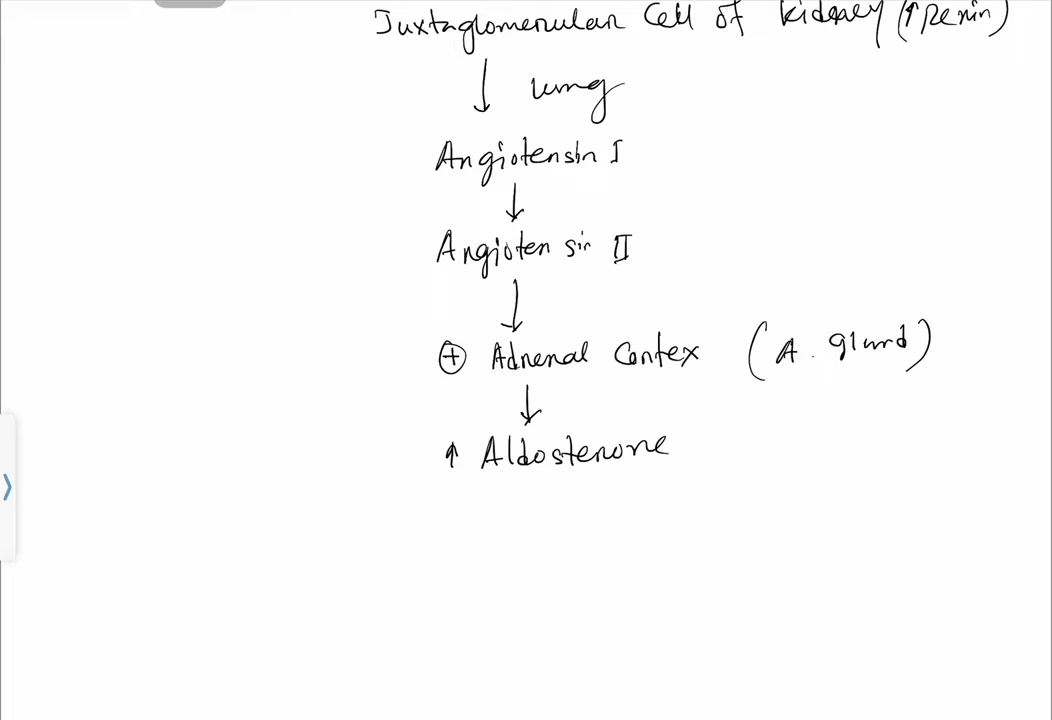 Juxtaglomerular Cell of kidney (↑ Renin)
↓ lung
Angiotensin I
↓
Angiotensin II
↓
⊕ Adrenal Cortex (A. gland)
↓
↑ Aldosterone